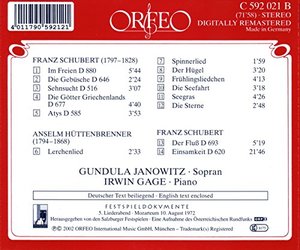 4 011790 592121
ORFEO
C 592 021 B
(71'58) · STEREO
DIGITALLY REMASTERED
Made in Germany
FRANZ SCHUBERT (1797–1828)
1 Im Freien D 880 5'44
2 Die Gebüsche D 646 2'24
3 Sehnsucht D 516 3'07
4 Die Götter Griechenlands
D 677 4'40
5 Atys D 585 3'53
ANSELM HÜTTENBRENNER
(1794–1868)
6 Lerchenlied 2'33
7 Spinnerlied 1'59
8 Der Hügel 3'20
9 Frühlingsliedchen
10 Die Seefahrt 3'21
11 Seegras
12 Die Sterne 2'48
FRANZ SCHUBERT
13 Der Fluß D 693 5'19
14 Einsamkeit D 620 21'46
GUNDULA JANOWITZ · Sopran
IRWIN GAGE · Piano
Deutscher Text beiliegend · English text enclosed
FESTSPIELDOKUMENTE
5. Liederabend · Mozarteum 10. August 1972
Herausgegeben von den Salzburger Festspielen · Eine Aufnahme des Österreichischen Rundfunks
ORF
© 2002 ORFEO International Music GmbH, München · Trademark(s) Registered